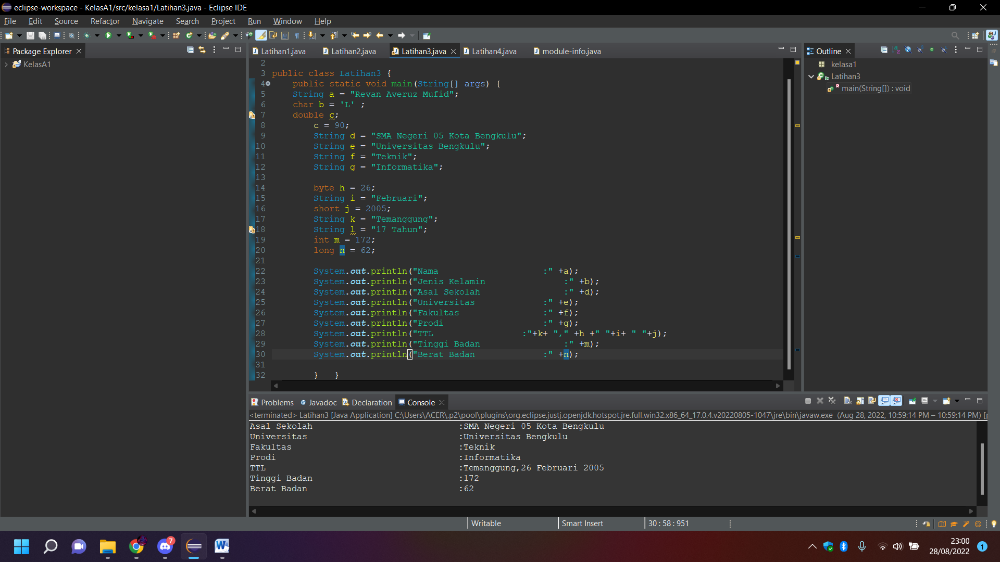 eclipse-workspace - KelasA1/src/kelasa1/Latihan3.java - Eclipse IDE
File Edit Source Refactor Navigate Search Project Run Window Help
Package Explorer
KelasA1
Latihan1.java Latihan2.java Latihan3.java Latihan4.java module-info.java
2
3 public class Latihan3 {
4 public static void main(String[] args) {
5 String a = "Revan Averuz Mufid";
6 char b = 'L' ;
7 double c;
8 c = 90;
9 String d = "SMA Negeri 05 Kota Bengkulu";
10 String e = "Universitas Bengkulu";
11 String f = "Teknik";
12 String g = "Informatika";
13
14 byte h = 26;
15 String i = "Februari";
16 short j = 2005;
17 String k = "Temanggung";
18 String l = "17 Tahun";
19 int m = 172;
20 long n = 62;
21
22 System.out.println("Nama :" +a);
23 System.out.println("Jenis Kelamin :" +b);
24 System.out.println("Asal Sekolah :" +d);
25 System.out.println("Universitas :" +e);
26 System.out.println("Fakultas :" +f);
27 System.out.println("Prodi :" +g);
28 System.out.println("TTL :"+k+ "," +h +" "+i+ " "+j);
29 System.out.println("Tinggi Badan :" +m);
30 System.out.println("Berat Badan :" +n);
31
32 } }
Outline
kelasa1
Latihan3
main(String[]) : void
Problems Javadoc Declaration Console
<terminated> Latihan3 [Java Application] C:\Users\ACER\.p2\pool\plugins\org.eclipse.justj.openjdk.hotspot.jre.full.win32.x86_64_17.0.4.v20220805-1047\jre\bin\javaw.exe (Aug 28, 2022, 10:59:14 PM – 10:59:14 PM) [
Asal Sekolah :SMA Negeri 05 Kota Bengkulu
Universitas :Universitas Bengkulu
Fakultas :Teknik
Prodi :Informatika
TTL :Temanggung,26 Februari 2005
Tinggi Badan :172
Berat Badan :62
Writable Smart Insert 30 : 58 : 951
7
23:00
28/08/2022
1